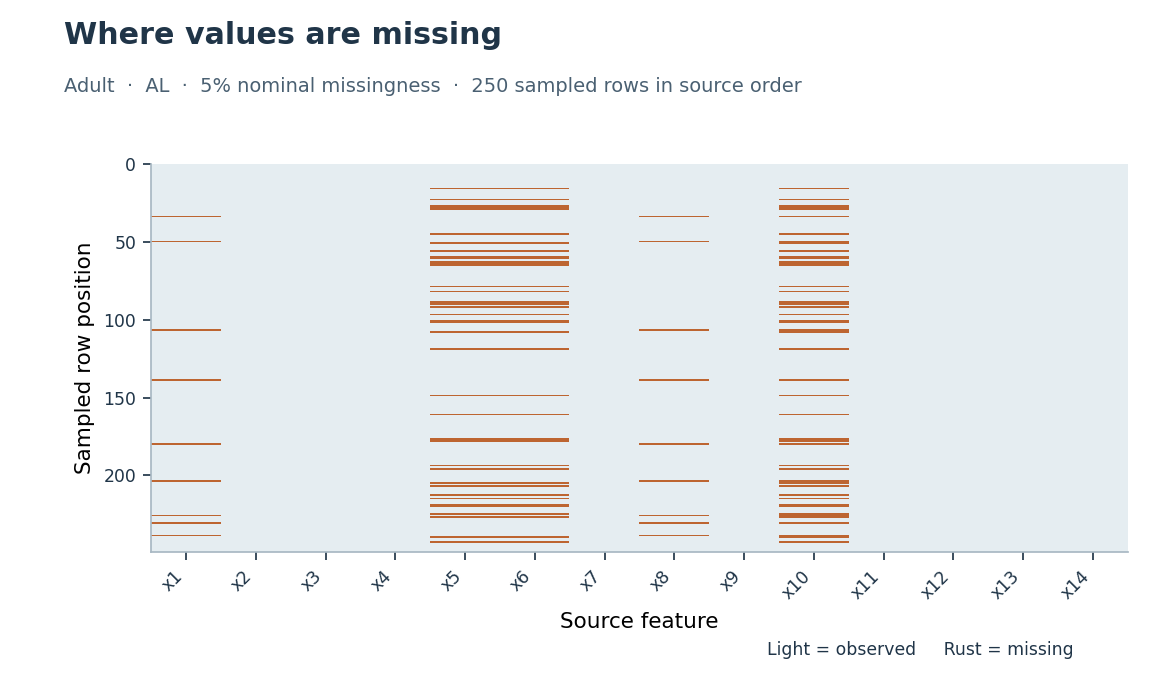 Where values are missing
Adult · AL · 5% nominal missingness · 250 sampled rows in source order
0
50
100
150
200
Sampled row position
x1 x2 x3 x4 x5 x6 x7 x8 x9 x10 x11 x12 x13 x14
Source feature
Light = observed Rust = missing